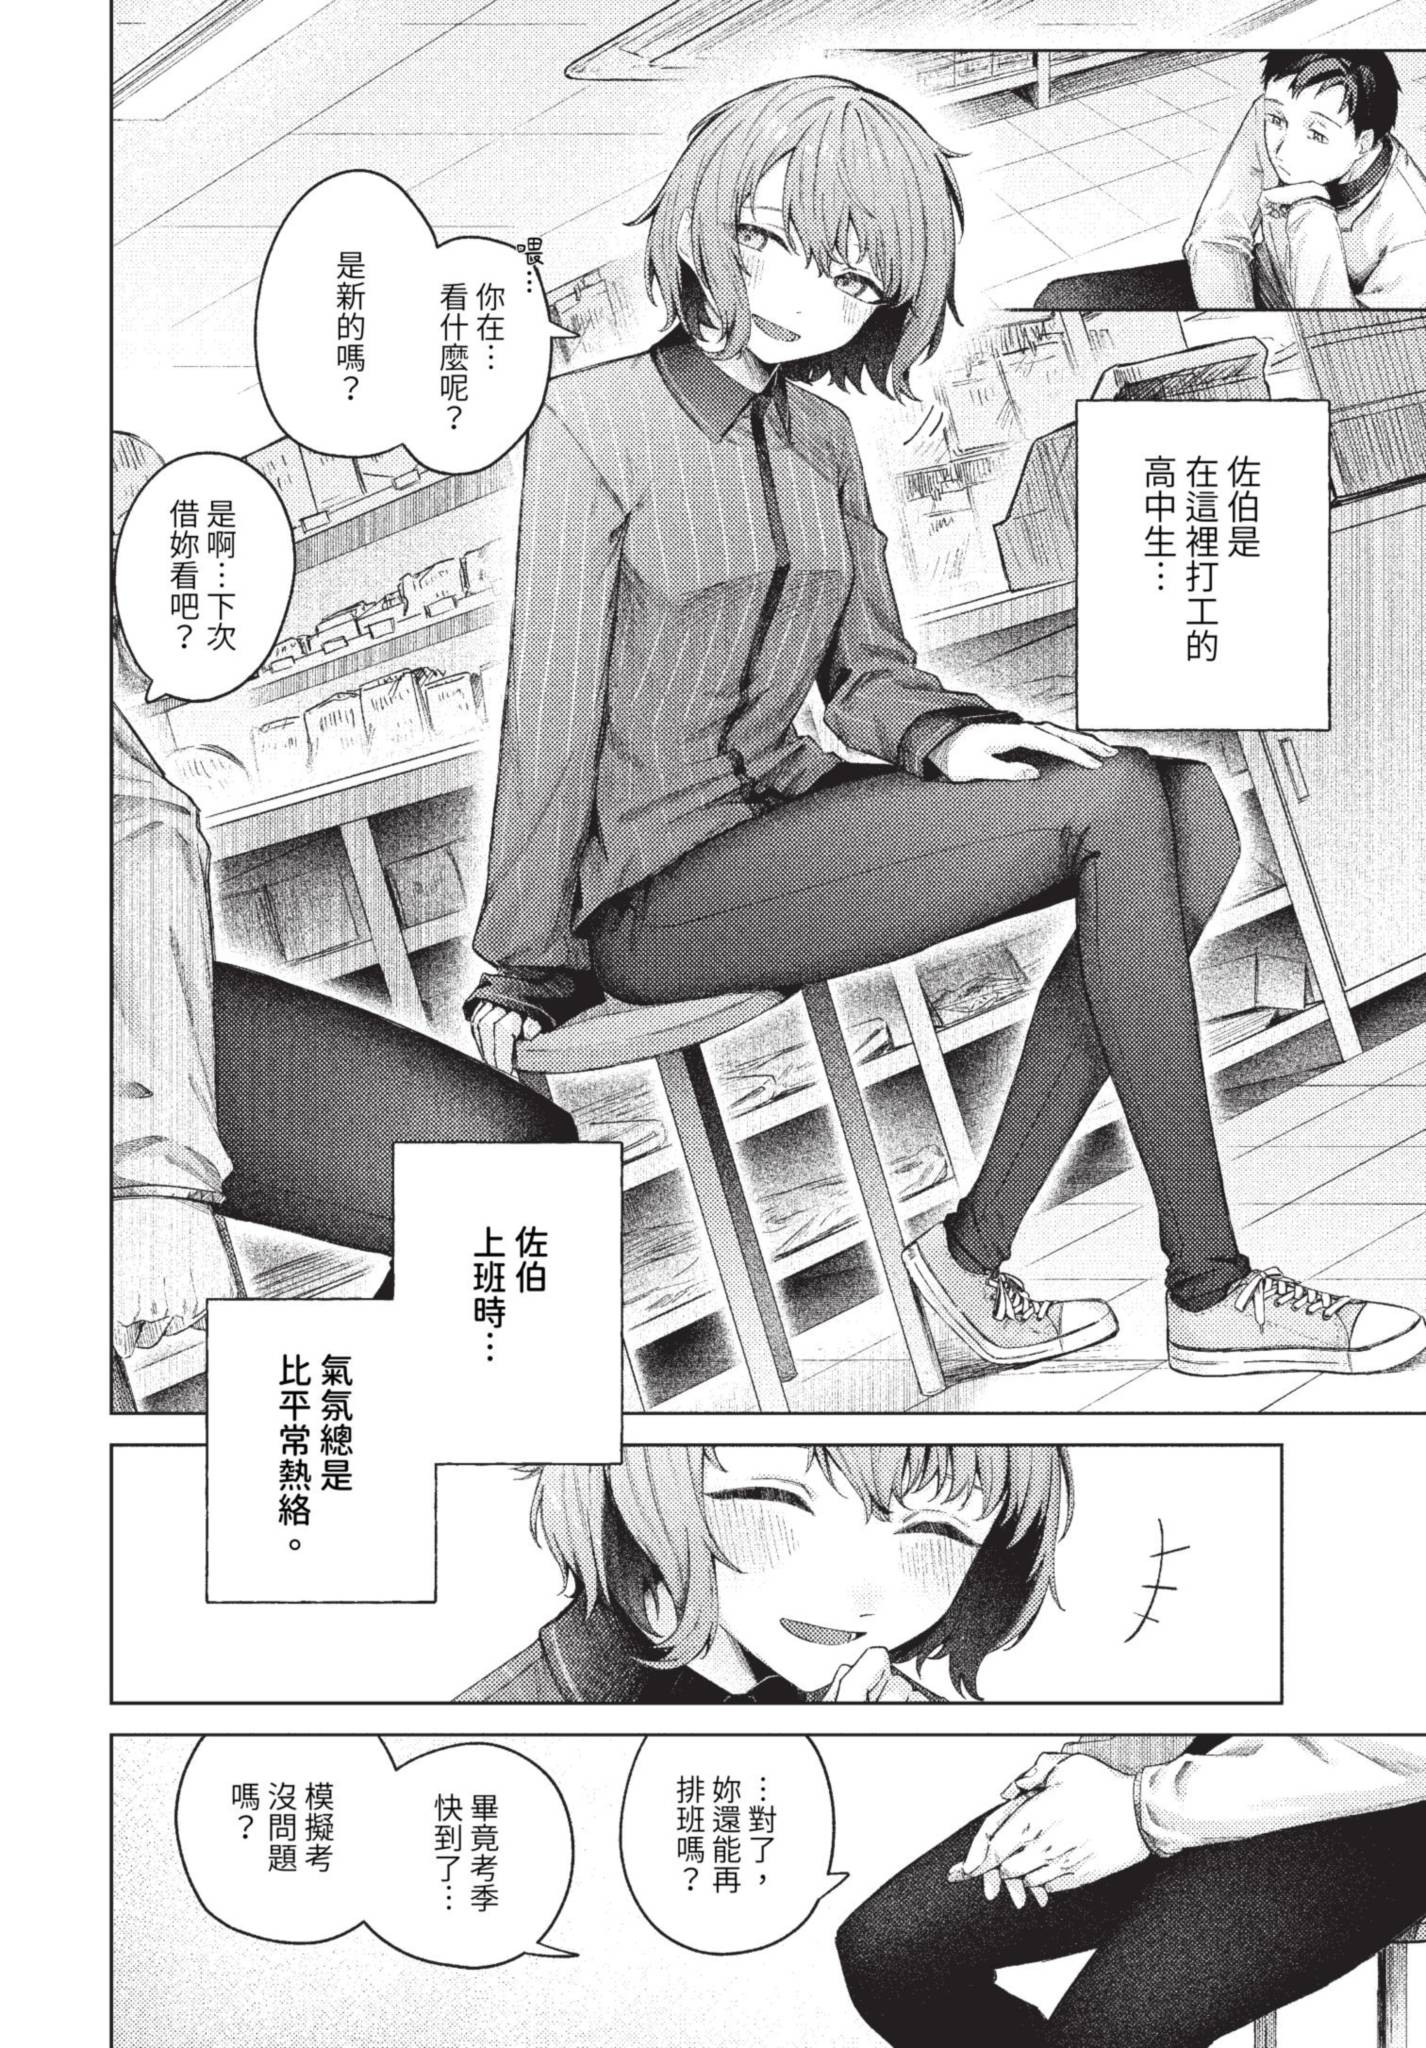 佐伯是
在這裡打工的
高中生…
喂…
你在…
看什麼呢？
是新的嗎？
是啊…下次
借妳看吧？
佐伯
上班時…
氣氛總是
比平常熱絡。
…對了，
妳還能再
排班嗎？
畢竟考季
快到了…
模擬考
沒問題
嗎？